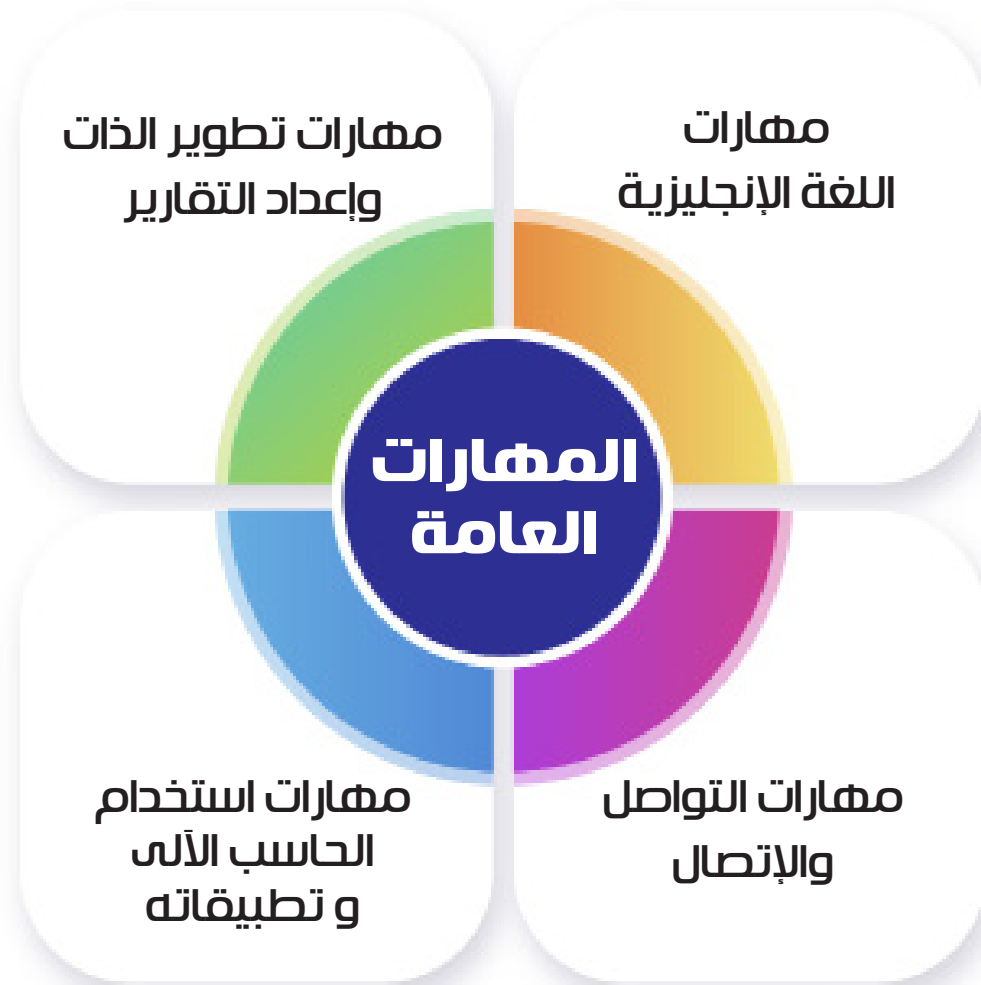 مهارات
اللغة الإنجليزية
مهارات تطوير الذات
وإعداد التقارير
المهارات
العامة
مهارات التواصل
والإتصال
مهارات استخدام
الحاسب الآلى
و تطبيقاته